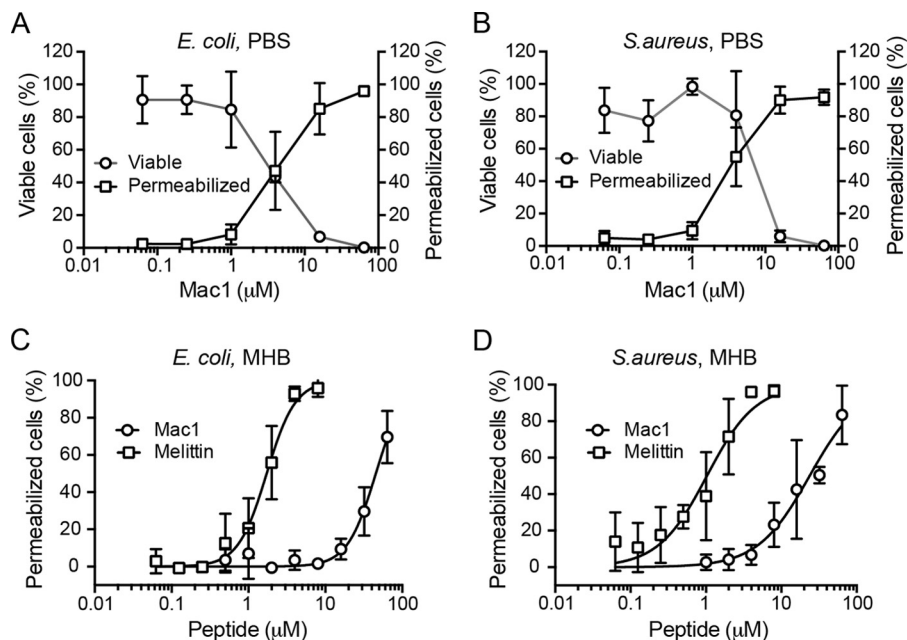 A
E. coli, PBS
Viable cells (%)
120
100
80
60
40
20
0
Viable
Permeabilized
120
100
80
60
40
20
0
Permeabilized cells (%)
0.01 0.1 1 10 100
Mac1 (μM)
B
S.aureus, PBS
Viable cells (%)
120
100
80
60
40
20
0
Viable
Permeabilized
120
100
80
60
40
20
0
Permeabilized cells (%)
0.01 0.1 1 10 100
Mac1 (μM)
C
E. coli, MHB
Permeabilized cells (%)
100
80
60
40
20
0
Mac1
Melittin
0.01 0.1 1 10 100
Peptide (μM)
D
S.aureus, MHB
Permeabilized cells (%)
100
80
60
40
20
0
Mac1
Melittin
0.01 0.1 1 10 100
Peptide (μM)